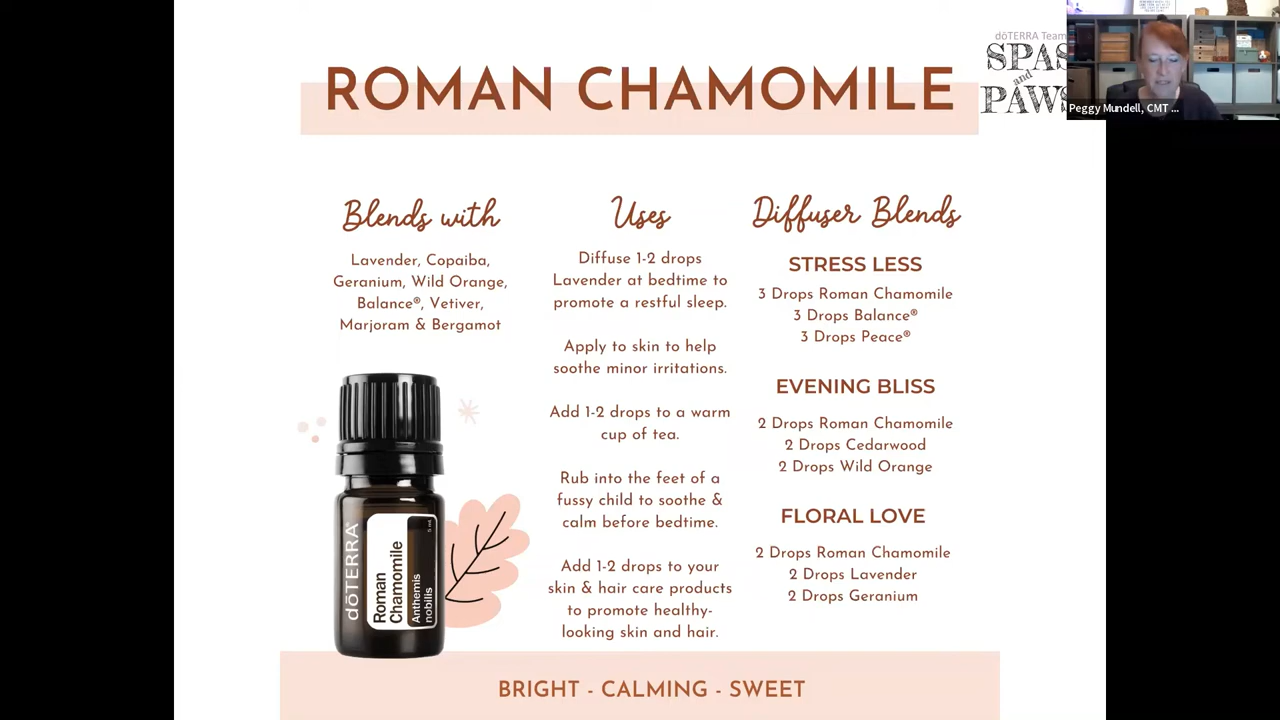 ROMAN CHAMOMILE
dōTERRA Team
SPAS
and
PAWS
Peggy Mundell, CMT ...
Blends with
Lavender, Copaiba,
Geranium, Wild Orange,
Balance®, Vetiver,
Marjoram & Bergamot
dōTERRA
Roman
Chamomile
Anthemis
nobilis
5 mL
Uses
Diffuse 1-2 drops
Lavender at bedtime to
promote a restful sleep.
Apply to skin to help
soothe minor irritations.
Add 1-2 drops to a warm
cup of tea.
Rub into the feet of a
fussy child to soothe &
calm before bedtime.
Add 1-2 drops to your
skin & hair care products
to promote healthy-
looking skin and hair.
Diffuser Blends
STRESS LESS
3 Drops Roman Chamomile
3 Drops Balance®
3 Drops Peace®
EVENING BLISS
2 Drops Roman Chamomile
2 Drops Cedarwood
2 Drops Wild Orange
FLORAL LOVE
2 Drops Roman Chamomile
2 Drops Lavender
2 Drops Geranium
BRIGHT - CALMING - SWEET